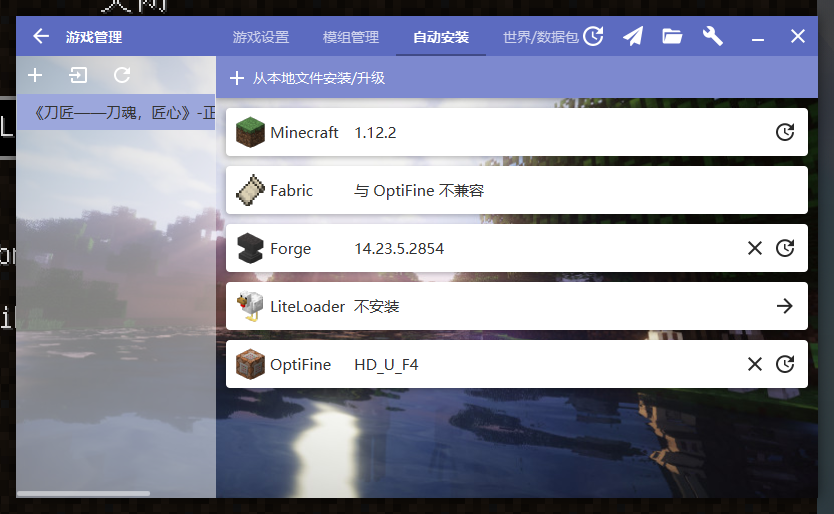 游戏管理
游戏设置 模组管理 自动安装 世界/数据包
从本地文件安装/升级
《刀匠——刀魂，匠心》-正
Minecraft 1.12.2
Fabric 与 OptiFine 不兼容
Forge 14.23.5.2854
LiteLoader 不安装
OptiFine HD_U_F4